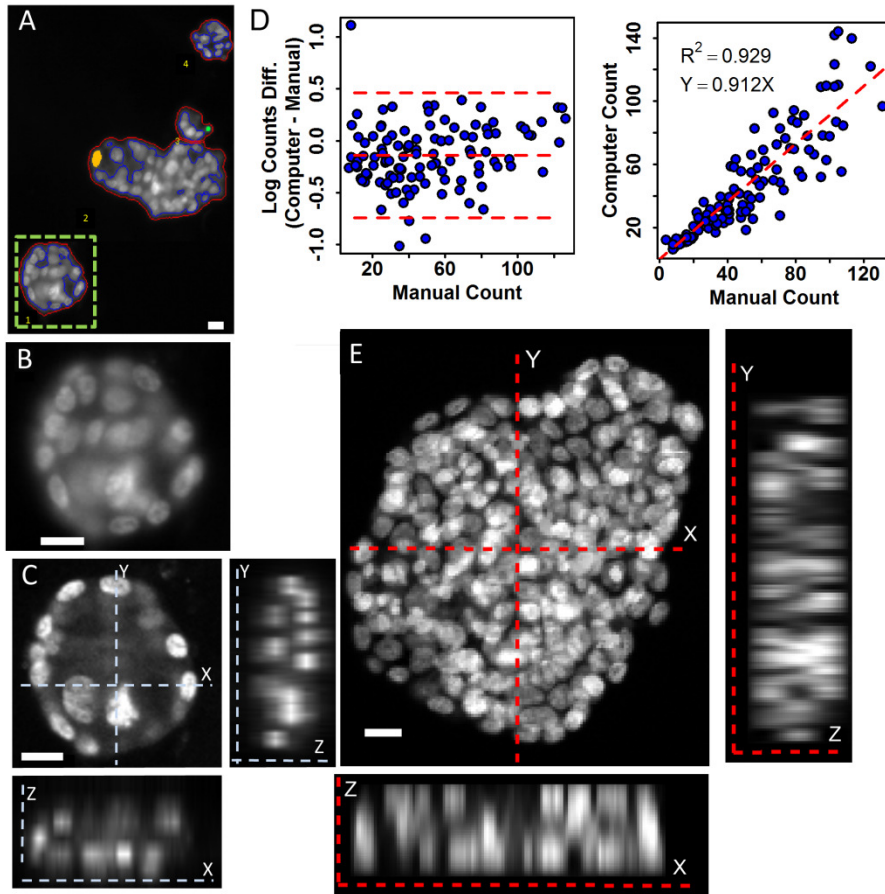 A
4
3
2
1
D
Log Counts Diff.
(Computer - Manual)
1.0
0.5
0.0
-0.5
-1.0
20 60 100
Manual Count
R² = 0.929
Y = 0.912X
Computer Count
140
100
60
20
0 40 80 120
Manual Count
B
C
Y
X
Y
Z
Z
X
E
Y
X
Y
Z
Z
X